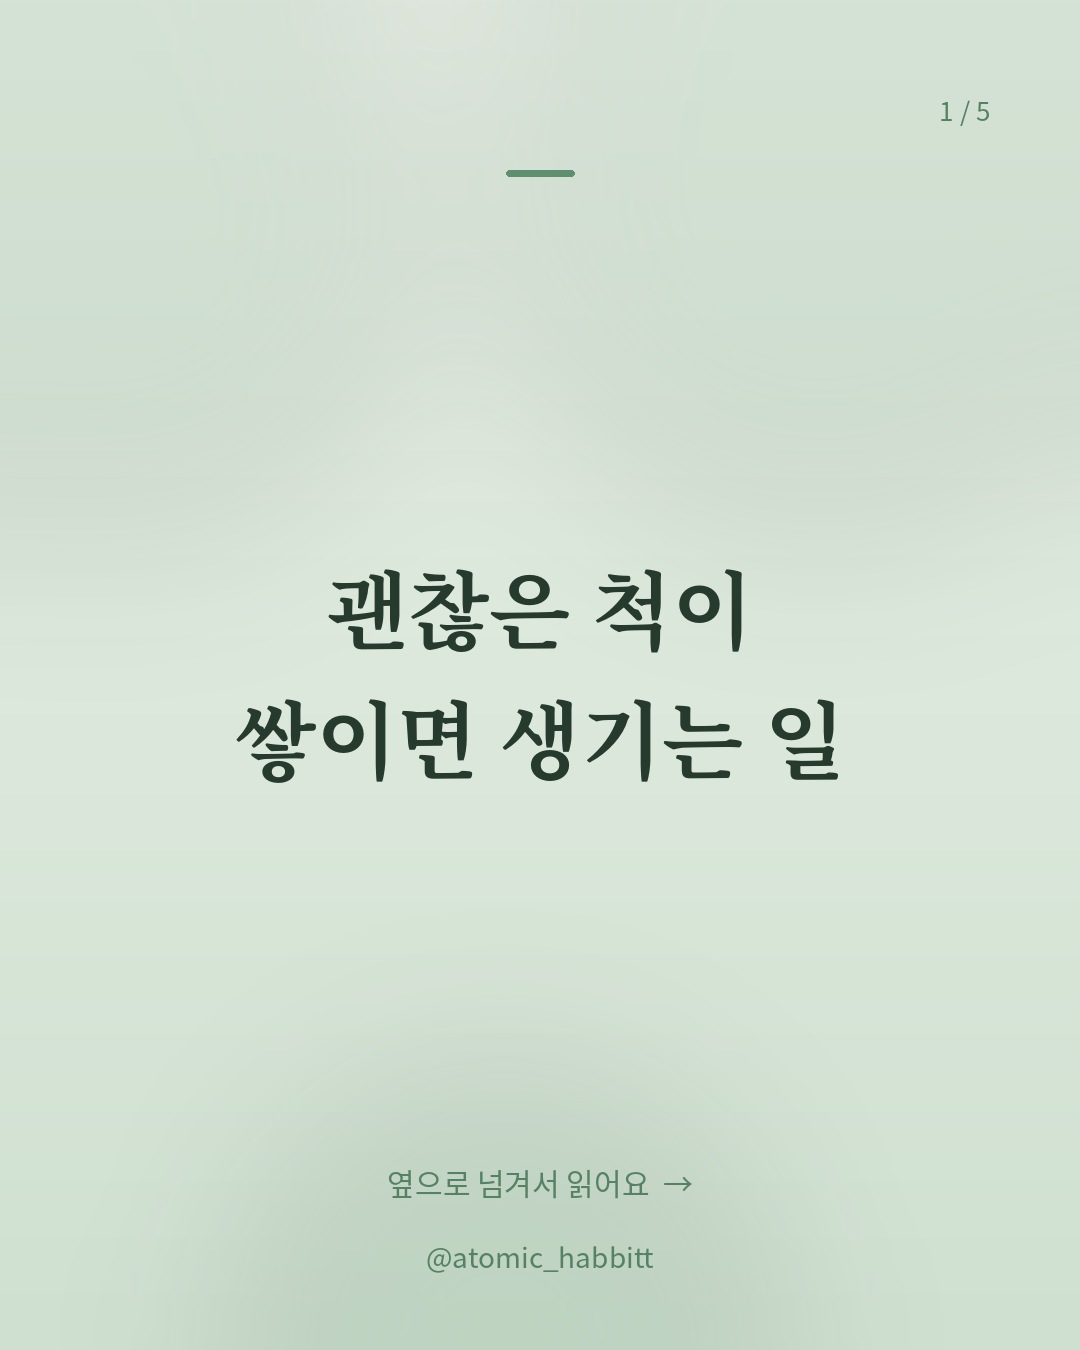 1 / 5
괜찮은 척이
쌓이면 생기는 일
옆으로 넘겨서 읽어요 →
@atomic_habbitt